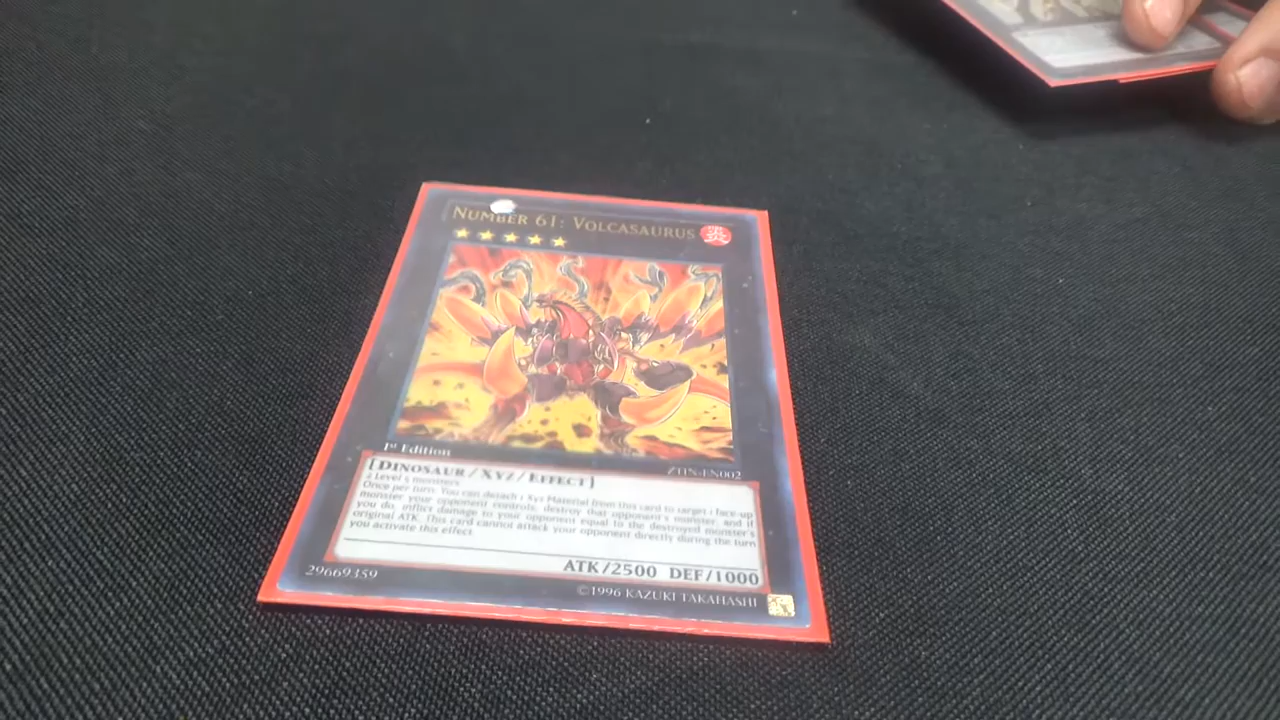 NUMBER 61: VOLCASAURUS 炎
1st Edition
ZTIN-EN002
[DINOSAUR/XYZ/EFFECT]
2 Level 5 monsters
Once per turn: You can detach 1 Xyz Material from this card to target 1 face-up
monster your opponent controls; destroy that opponent's monster, and if
you do, inflict damage to your opponent equal to the destroyed monster's
original ATK. This card cannot attack your opponent directly during the turn
you activate this effect.
ATK/2500 DEF/1000
29669359
©1996 KAZUKI TAKAHASHI